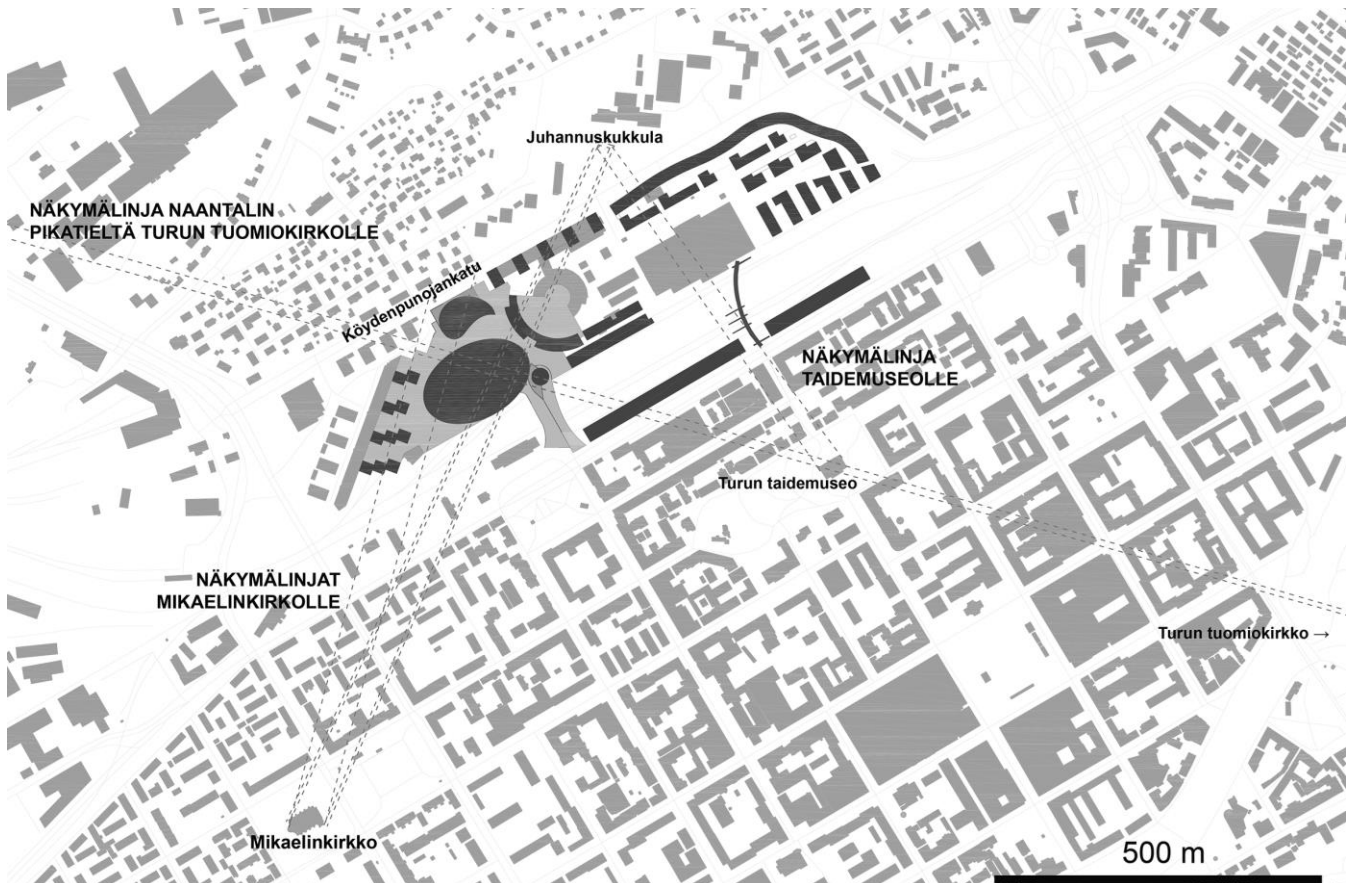 Juhannuskukkula
NÄKYMÄLINJA NAANTALIN
PIKATIELTÄ TURUN TUOMIOKIRKOLLE
Köydenpunojankatu
NÄKYMÄLINJA
TAIDEMUSEOLLE
Turun taidemuseo
NÄKYMÄLINJAT
MIKAELINKIRKOLLE
Turun tuomiokirkko →
Mikaelinkirkko
500 m